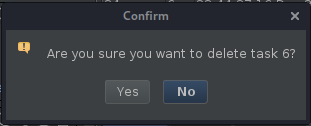 Confirm
Are you sure you want to delete task 6?
Yes
No